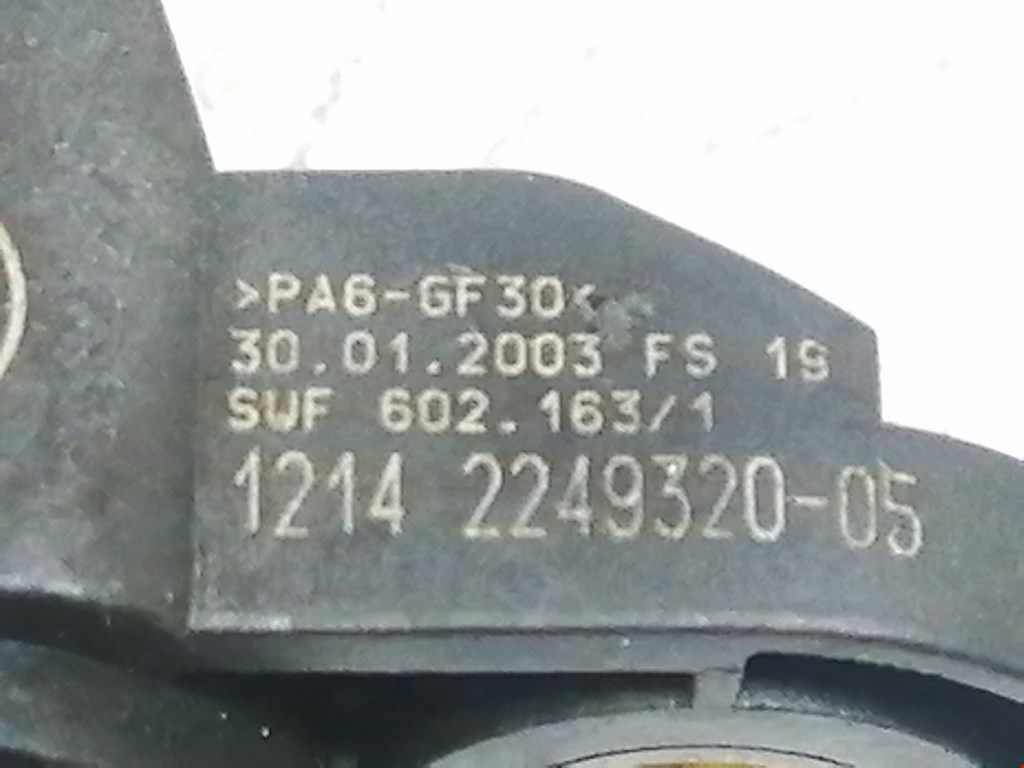 >PA6-GF30<
30.01.2003 FS 19
SWF 602.163/1
1214 2249320-05